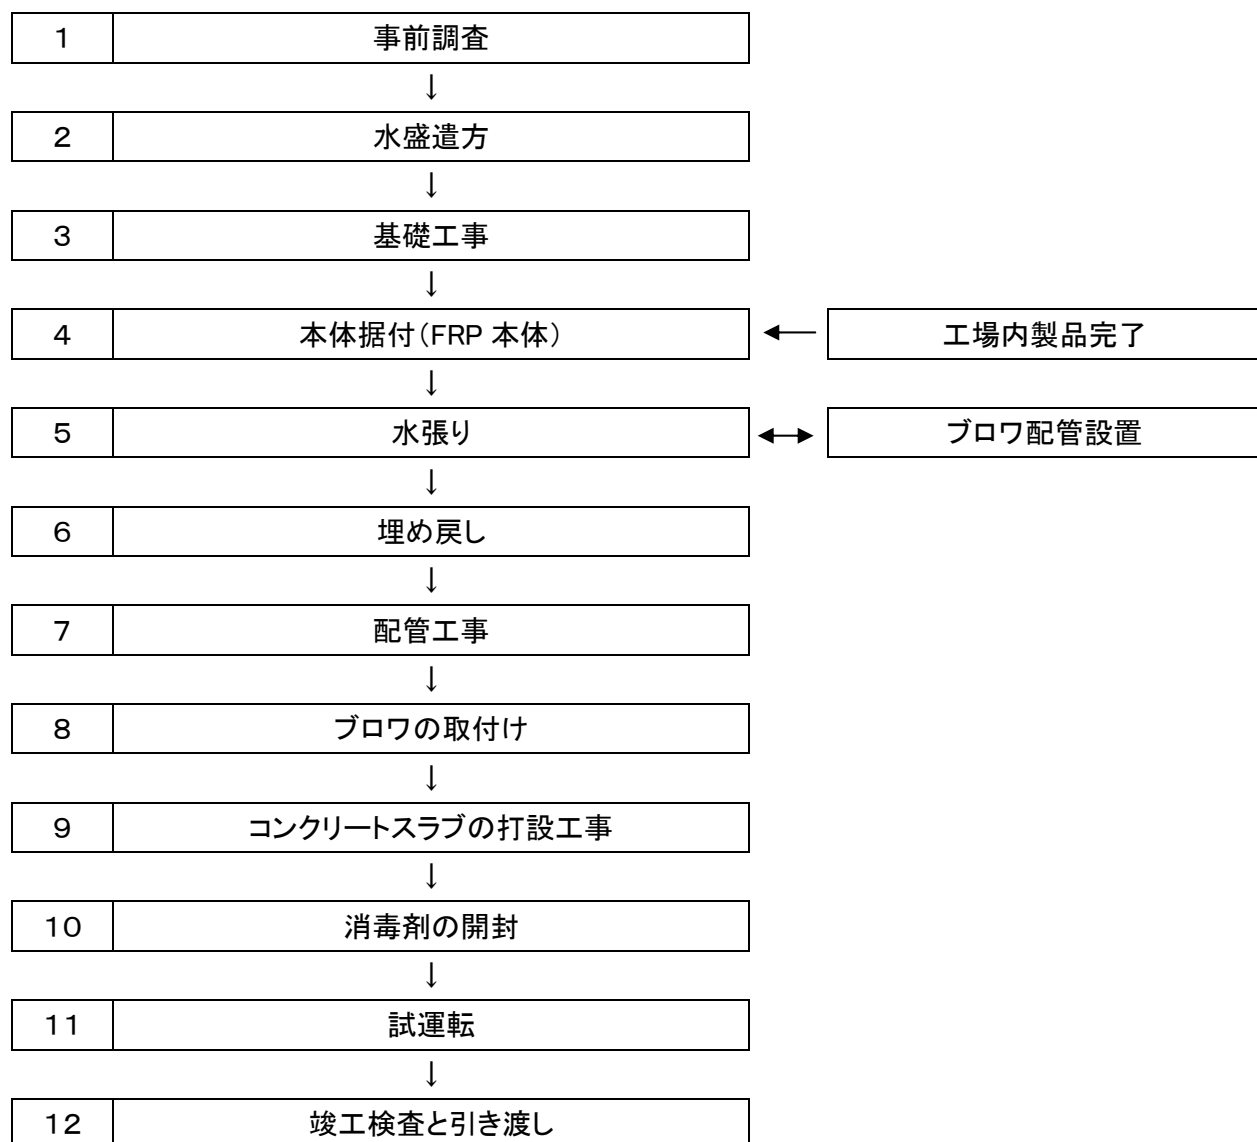 1 事前調査
↓
2 水盛遣方
↓
3 基礎工事
↓
4 本体据付(FRP 本体) ← 工場内製品完了
↓
5 水張り ↔ ブロワ配管設置
↓
6 埋め戻し
↓
7 配管工事
↓
8 ブロワの取付け
↓
9 コンクリートスラブの打設工事
↓
10 消毒剤の開封
↓
11 試運転
↓
12 竣工検査と引き渡し